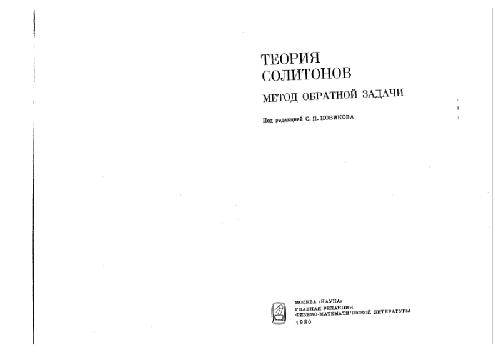 ТЕОРИЯ
СОЛИТОНОВ
МЕТОД ОБРАТНОЙ ЗАДАЧИ
Под редакцией С. П. НОВИКОВА
МОСКВА «НАУКА»
ГЛАВНАЯ РЕДАКЦИЯ
ФИЗИКО-МАТЕМАТИЧЕСКОЙ ЛИТЕРАТУРЫ
1980